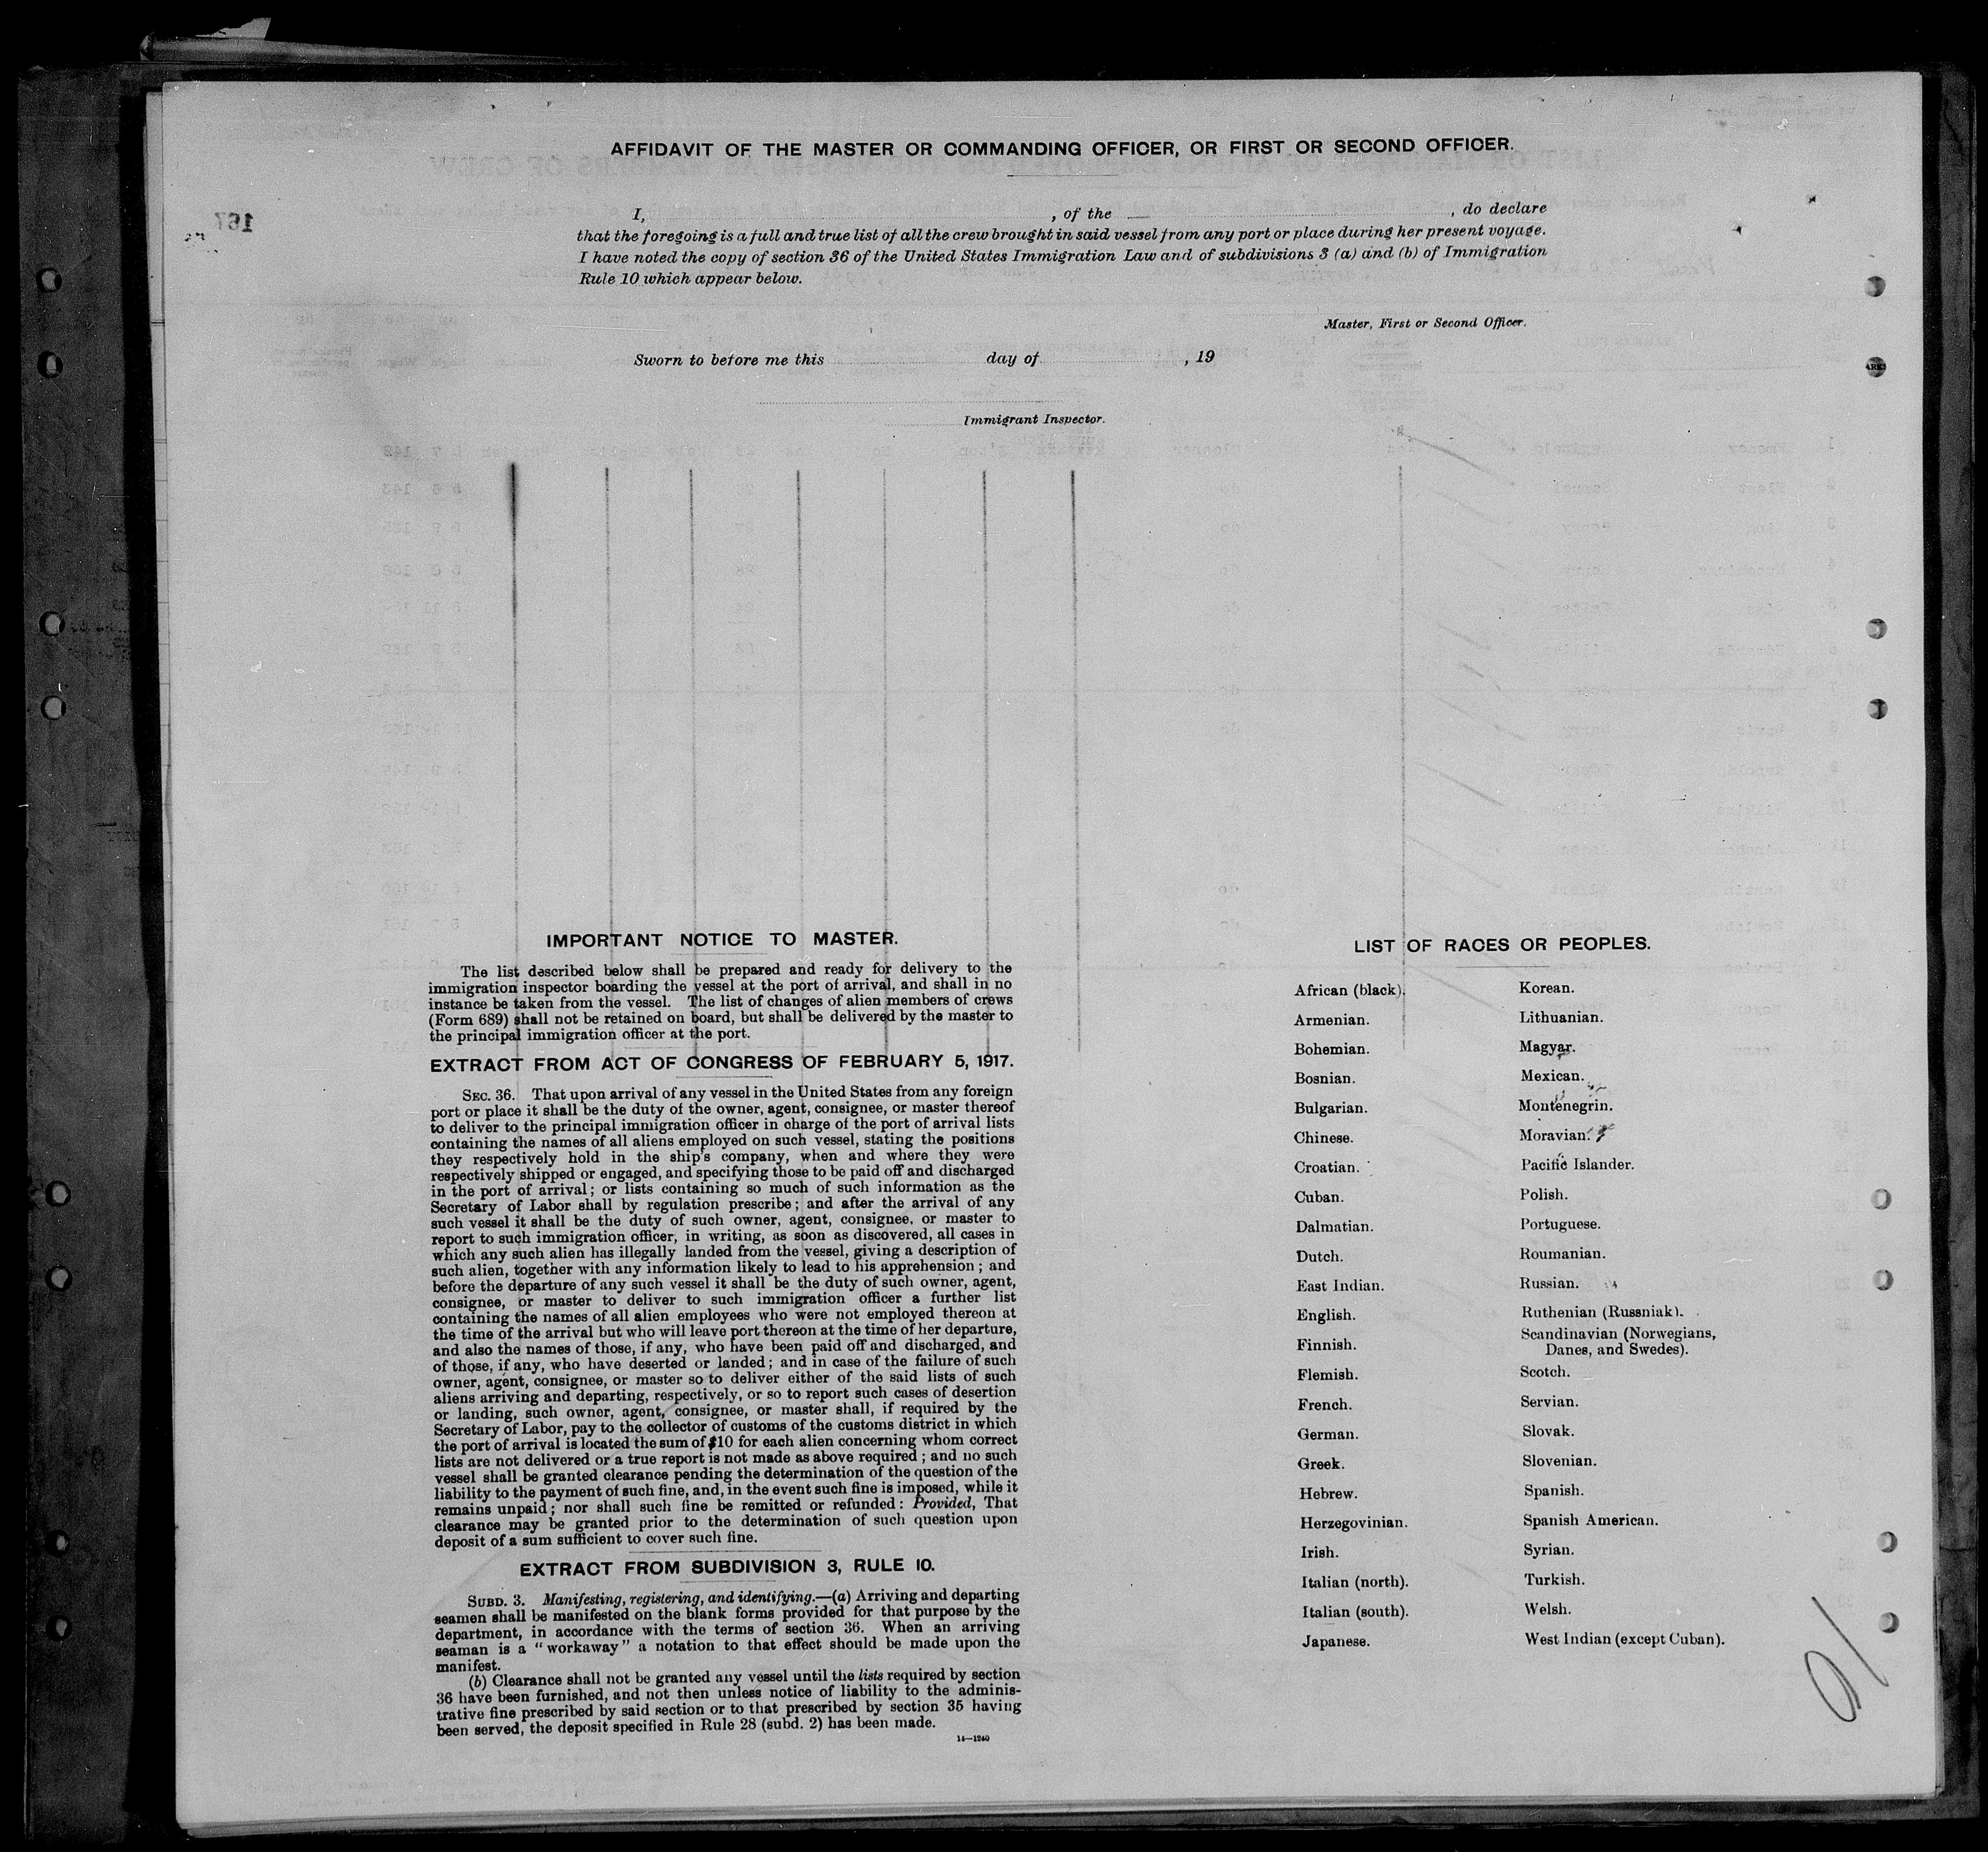 AFFIDAVIT OF THE MASTER OR COMMANDING OFFICER, OR FIRST OR SECOND OFFICER.
I, , of the , do declare
that the foregoing is a full and true list of all the crew brought in said vessel from any port or place during her present voyage.
I have noted the copy of section 36 of the United States Immigration Law and of subdivisions 3 (a) and (b) of Immigration
Rule 10 which appear below.
Master, First or Second Officer.
Sworn to before me this day of , 19
Immigrant Inspector.
IMPORTANT NOTICE TO MASTER.
The list described below shall be prepared and ready for delivery to the
immigration inspector boarding the vessel at the port of arrival, and shall in no
instance be taken from the vessel. The list of changes of alien members of crews
(Form 689) shall not be retained on board, but shall be delivered by the master to
the principal immigration officer at the port.
EXTRACT FROM ACT OF CONGRESS OF FEBRUARY 5, 1917.
SEC. 36. That upon arrival of any vessel in the United States from any foreign
port or place it shall be the duty of the owner, agent, consignee, or master thereof
to deliver to the principal immigration officer in charge of the port of arrival lists
containing the names of all aliens employed on such vessel, stating the positions
they respectively hold in the ship's company, when and where they were
respectively shipped or engaged, and specifying those to be paid off and discharged
in the port of arrival; or lists containing so much of such information as the
Secretary of Labor shall by regulation prescribe; and after the arrival of any
such vessel it shall be the duty of such owner, agent, consignee, or master to
report to such immigration officer, in writing, as soon as discovered, all cases in
which any such alien has illegally landed from the vessel, giving a description of
such alien, together with any information likely to lead to his apprehension; and
before the departure of any such vessel it shall be the duty of such owner, agent,
consignee, or master to deliver to such immigration officer a further list
containing the names of all alien employees who were not employed thereon at
the time of the arrival but who will leave port thereon at the time of her departure,
and also the names of those, if any, who have been paid off and discharged, and
of those, if any, who have deserted or landed; and in case of the failure of such
owner, agent, consignee, or master so to deliver either of the said lists of such
aliens arriving and departing, respectively, or so to report such cases of desertion
or landing, such owner, agent, consignee, or master shall, if required by the
Secretary of Labor, pay to the collector of customs of the customs district in which
the port of arrival is located the sum of $10 for each alien concerning whom correct
lists are not delivered or a true report is not made as above required; and no such
vessel shall be granted clearance pending the determination of the question of the
liability to the payment of such fine, and, in the event such fine is imposed, while it
remains unpaid; nor shall such fine be remitted or refunded: Provided, That
clearance may be granted prior to the determination of such question upon
deposit of a sum sufficient to cover such fine.
EXTRACT FROM SUBDIVISION 3, RULE 10.
SUBD. 3. Manifesting, registering, and identifying.—(a) Arriving and departing
seamen shall be manifested on the blank forms provided for that purpose by the
department, in accordance with the terms of section 36. When an arriving
seaman is a "workaway" a notation to that effect should be made upon the
manifest.
(b) Clearance shall not be granted any vessel until the lists required by section
36 have been furnished, and not then unless notice of liability to the adminis-
trative fine prescribed by said section or to that prescribed by section 35 having
been served, the deposit specified in Rule 28 (subd. 2) has been made.
14—1240
LIST OF RACES OR PEOPLES.
African (black).
Armenian.
Bohemian.
Bosnian.
Bulgarian.
Chinese.
Croatian.
Cuban.
Dalmatian.
Dutch.
East Indian.
English.
Finnish.
Flemish.
French.
German.
Greek.
Hebrew.
Herzegovinian.
Irish.
Italian (north).
Italian (south).
Japanese.
Korean.
Lithuanian.
Magyar.
Mexican.
Montenegrin.
Moravian.
Pacific Islander.
Polish.
Portuguese.
Roumanian.
Russian.
Ruthenian (Russniak).
Scandinavian (Norwegians,
Danes, and Swedes).
Scotch.
Servian.
Slovak.
Slovenian.
Spanish.
Spanish American.
Syrian.
Turkish.
Welsh.
West Indian (except Cuban).